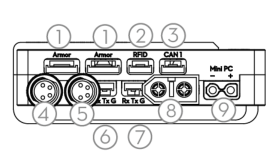 1 1 2 3
Armor Armor RFID CAN 1
Mini PC
− +
x Tx G Rx Tx G
4 5 8 9
6 7